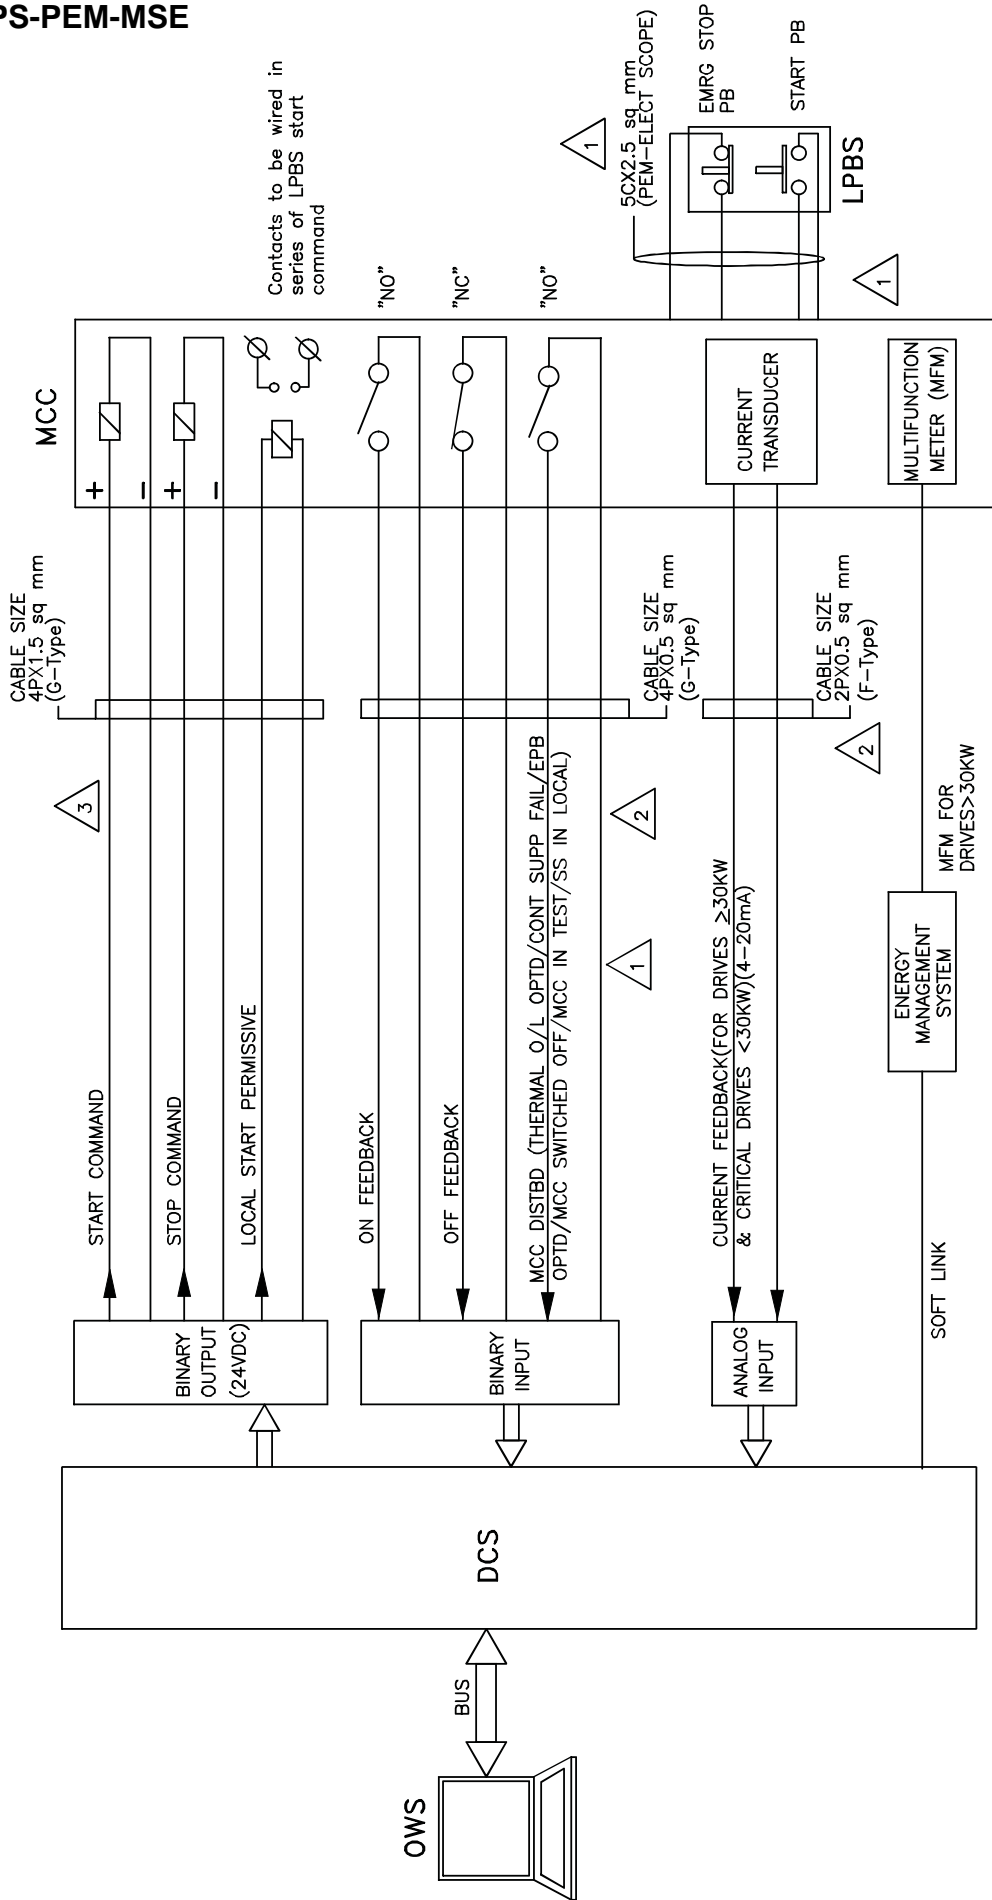 PS-PEM-MSE
MCC
+
−
+
−
Contacts to be wired in
series of LPBS start
command
"NO"
"NC"
"NO"
5CX2.5 sq mm
(PEM-ELECT SCOPE)
1
EMRG STOP
PB
START PB
LPBS
1
CURRENT
TRANSDUCER
MULTIFUNCTION
METER (MFM)
CABLE SIZE
4PX1.5 sq mm
(G-Type)
3
CABLE SIZE
4PX0.5 sq mm
(G-Type)
2
1
CABLE SIZE
2PX0.5 sq mm
(F-Type)
2
START COMMAND
STOP COMMAND
LOCAL START PERMISSIVE
ON FEEDBACK
OFF FEEDBACK
MCC DISTBD (THERMAL O/L OPTD/CONT SUPP FAIL/EPB
OPTD/MCC SWITCHED OFF/MCC IN TEST/SS IN LOCAL)
CURRENT FEEDBACK(FOR DRIVES ≥30KW
& CRITICAL DRIVES <30KW)(4-20mA)
MFM FOR
DRIVES>30KW
ENERGY
MANAGEMENT
SYSTEM
SOFT LINK
BINARY
OUTPUT
(24VDC)
BINARY
INPUT
ANALOG
INPUT
DCS
BUS
OWS